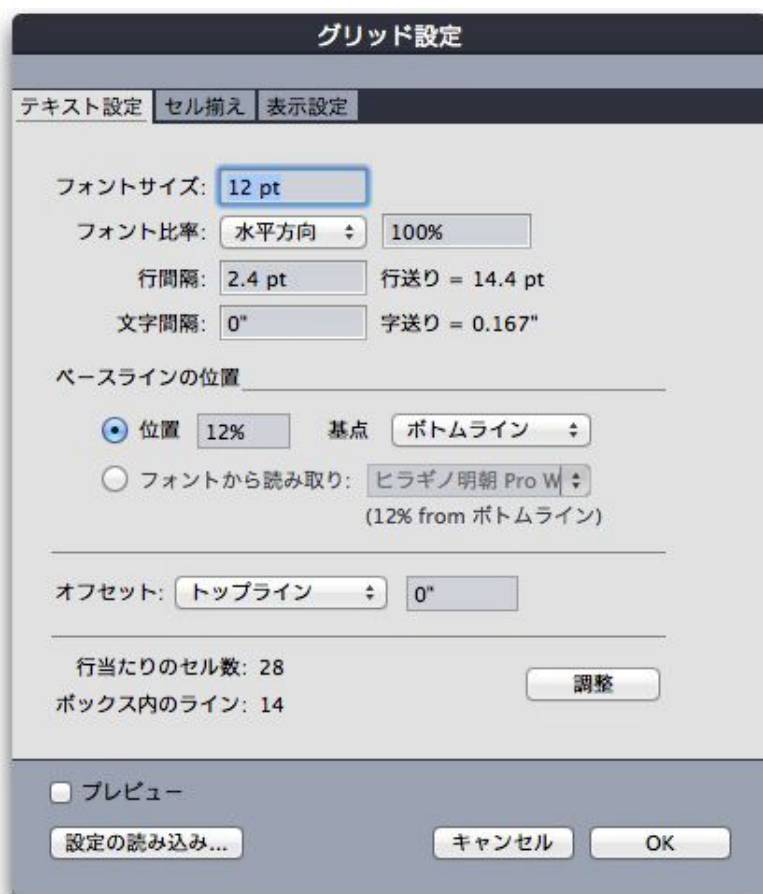 グリッド設定
テキスト設定 セル揃え 表示設定
フォントサイズ: 12 pt
フォント比率: 水平方向 100%
行間隔: 2.4 pt 行送り = 14.4 pt
文字間隔: 0" 字送り = 0.167"
ベースラインの位置
位置 12% 基点 ボトムライン
フォントから読み取り: ヒラギノ明朝 Pro W
(12% from ボトムライン)
オフセット: トップライン 0"
行当たりのセル数: 28
調整
ボックス内のライン: 14
プレビュー
設定の読み込み... キャンセル OK